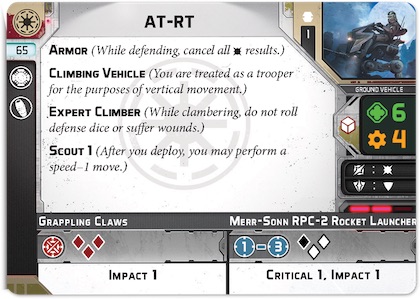 AT-RT
65
1
Armor (While defending, cancel all results.)
Climbing Vehicle (You are treated as a trooper
for the purposes of vertical movement.)
Expert Climber (While clambering, do not roll
defense dice or suffer wounds.)
Scout 1 (After you deploy, you may perform a
speed–1 move.)
Ground Vehicle
6
4
: 
: 
Grappling Claws
Merr-Sonn RPC-2 Rocket Launcher
1 – 3
Impact 1
Critical 1, Impact 1